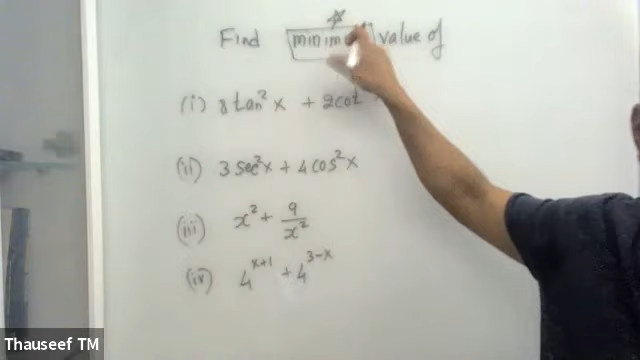 Find minimum value of
(i) 8 tan²x + 2cot
(ii) 3 sec²x + 4 cos²x
(iii) x² + 9/x²
(iv) 4^(x+1) + 4^(3-x)
Thauseef TM